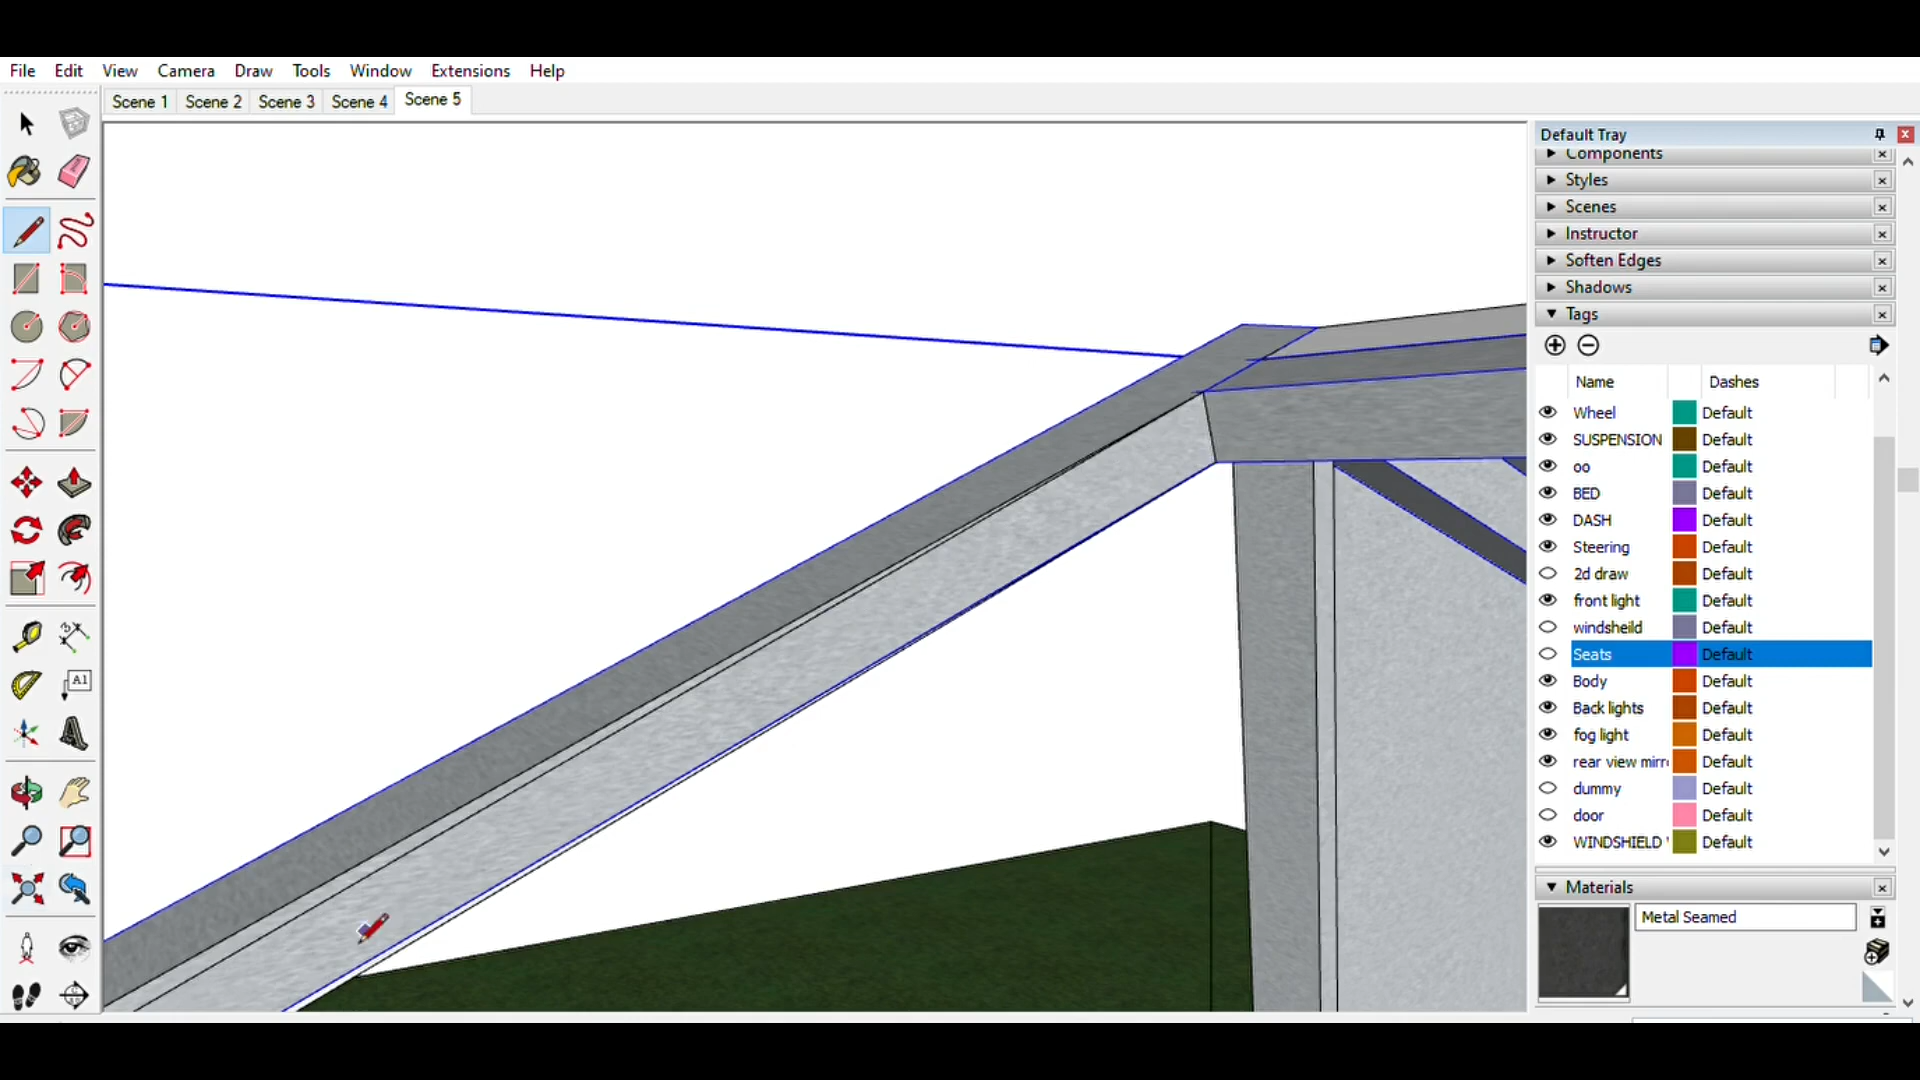 File Edit View Camera Draw Tools Window Extensions Help
Scene 1 Scene 2 Scene 3 Scene 4 Scene 5
Default Tray
Components
Styles
Scenes
Instructor
Soften Edges
Shadows
Tags
Name Dashes
Wheel Default
SUSPENSION Default
oo Default
BED Default
DASH Default
Steering Default
2d draw Default
front light Default
windsheild Default
Seats Default
Body Default
Back lights Default
fog light Default
rear view mirr Default
dummy Default
door Default
WINDSHIELD Default
Materials
Metal Seamed
A1